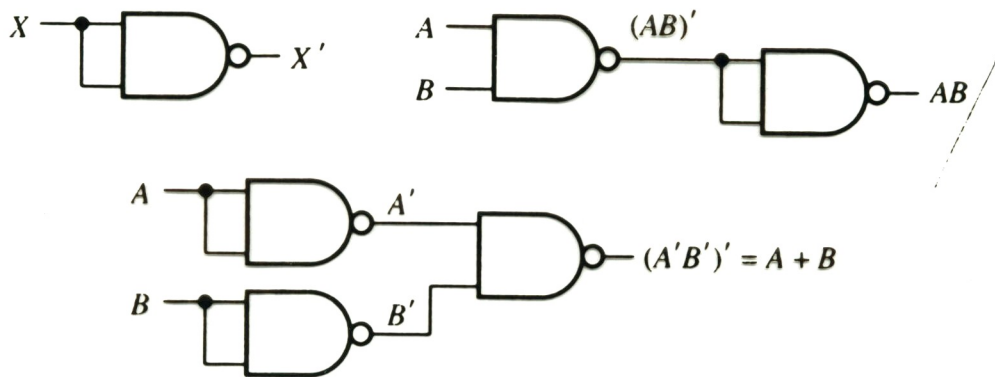 X
X'
A
B
(AB)'
AB
A
A'
B
B'
(A'B')' = A + B